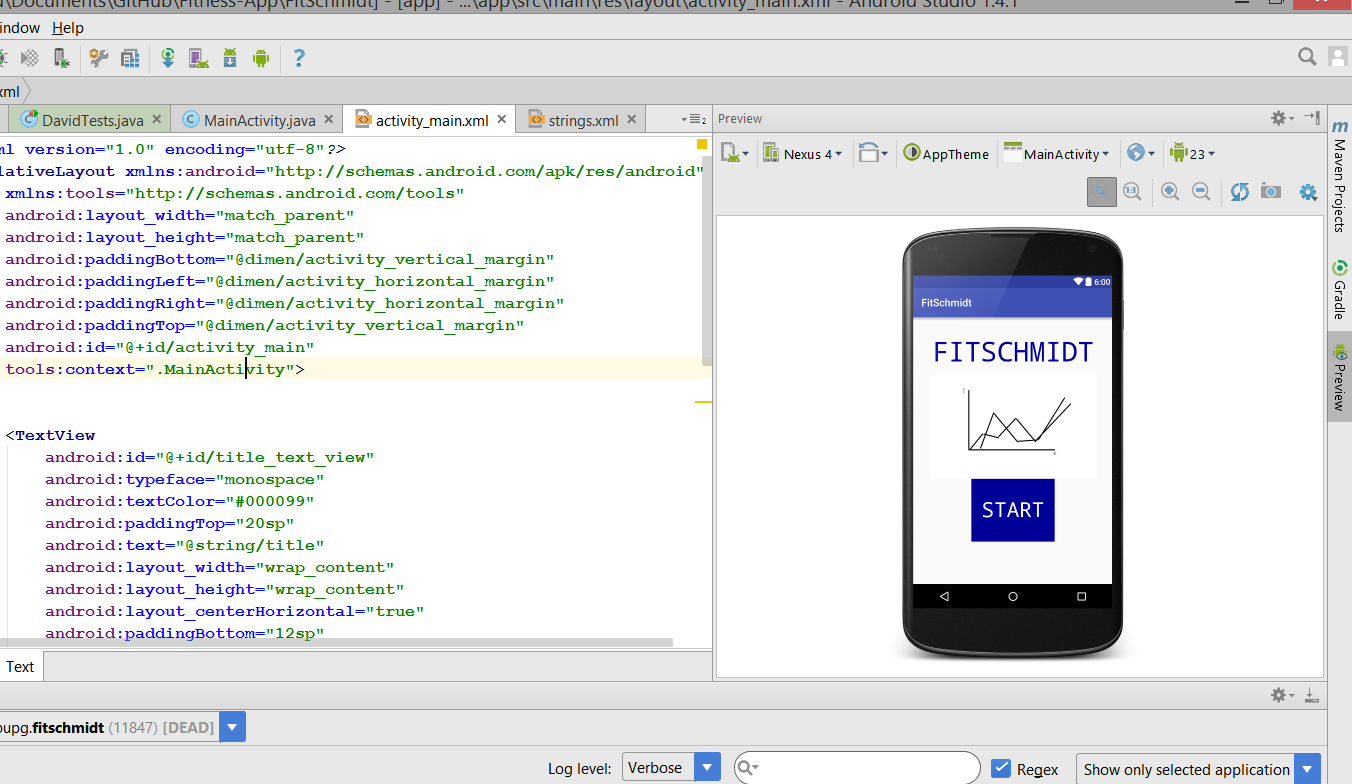 \Documents\GitHub\Fitness-App\FitSchmidt] - [app] - ...\app\src\main\res\layout\activity_main.xml - Android Studio 1.4.1
indow Help
xml
DavidTests.java
MainActivity.java
activity_main.xml
strings.xml
Preview
Nexus 4
AppTheme
MainActivity
23
ml version="1.0" encoding="utf-8"?>
lativeLayout xmlns:android="http://schemas.android.com/apk/res/android"
xmlns:tools="http://schemas.android.com/tools"
android:layout_width="match_parent"
android:layout_height="match_parent"
android:paddingBottom="@dimen/activity_vertical_margin"
android:paddingLeft="@dimen/activity_horizontal_margin"
android:paddingRight="@dimen/activity_horizontal_margin"
android:paddingTop="@dimen/activity_vertical_margin"
android:id="@+id/activity_main"
tools:context=".MainActivity">
<TextView
android:id="@+id/title_text_view"
android:typeface="monospace"
android:textColor="#000099"
android:paddingTop="20sp"
android:text="@string/title"
android:layout_width="wrap_content"
android:layout_height="wrap_content"
android:layout_centerHorizontal="true"
android:paddingBottom="12sp"
6:00
FitSchmidt
FITSCHMIDT
START
Maven Projects
Gradle
Preview
Text
oupg.fitschmidt (11847) [DEAD]
Log level:
Verbose
Regex
Show only selected application